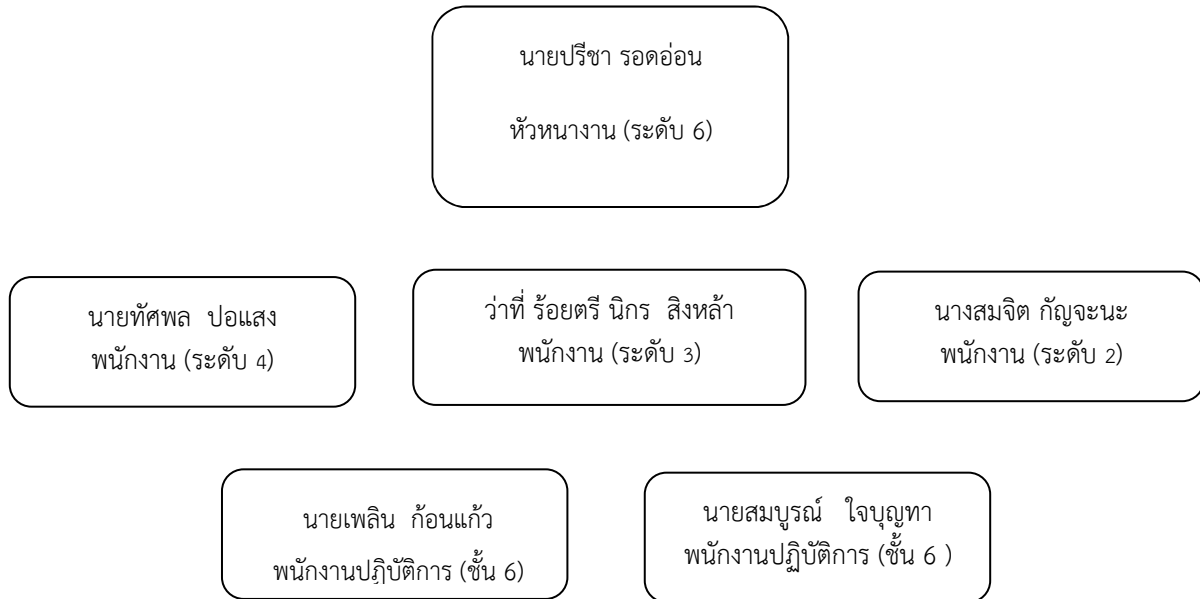 นายปรีชา รอดอ่อน
หัวหนางาน (ระดับ 6)
นายทัศพล ปอแสง
พนักงาน (ระดับ 4)
ว่าที่ ร้อยตรี นิกร สิงหล้า
พนักงาน (ระดับ 3)
นางสมจิต กัญจะนะ
พนักงาน (ระดับ 2)
นายเพลิน ก้อนแก้ว
พนักงานปฏิบัติการ (ชั้น 6)
นายสมบูรณ์ ใจบุญทา
พนักงานปฏิบัติการ (ชั้น 6 )